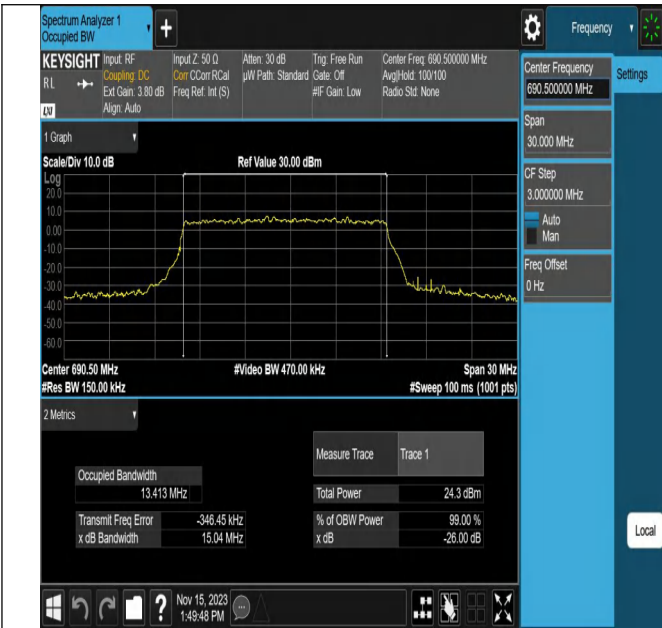 Spectrum Analyzer 1
Occupied BW
+
Frequency
KEYSIGHT
RL
LXI
Input: RF
Coupling: DC
Ext Gain: 3.80 dB
Align: Auto
Input Z: 50 Ω
Corr CCorr RCal
Freq Ref: Int (S)
Atten: 30 dB
µW Path: Standard
Trig: Free Run
Gate: Off
#IF Gain: Low
Center Freq: 690.500000 MHz
Avg|Hold: 100/100
Radio Std: None
Center Frequency
690.500000 MHz
Settings
Span
30.000 MHz
CF Step
3.000000 MHz
Auto
Man
Freq Offset
0 Hz
1 Graph
Scale/Div 10.0 dB
Ref Value 30.00 dBm
Log
20.0
10.0
0.00
-10.0
-20.0
-30.0
-40.0
-50.0
-60.0
Center 690.50 MHz
#Video BW 470.00 kHz
Span 30 MHz
#Res BW 150.00 kHz
#Sweep 100 ms (1001 pts)
2 Metrics
Measure Trace
Trace 1
Occupied Bandwidth
13.413 MHz
Total Power
24.3 dBm
Transmit Freq Error
-346.45 kHz
% of OBW Power
99.00 %
x dB Bandwidth
15.04 MHz
x dB
-26.00 dB
Local
?
Nov 15, 2023
1:49:48 PM